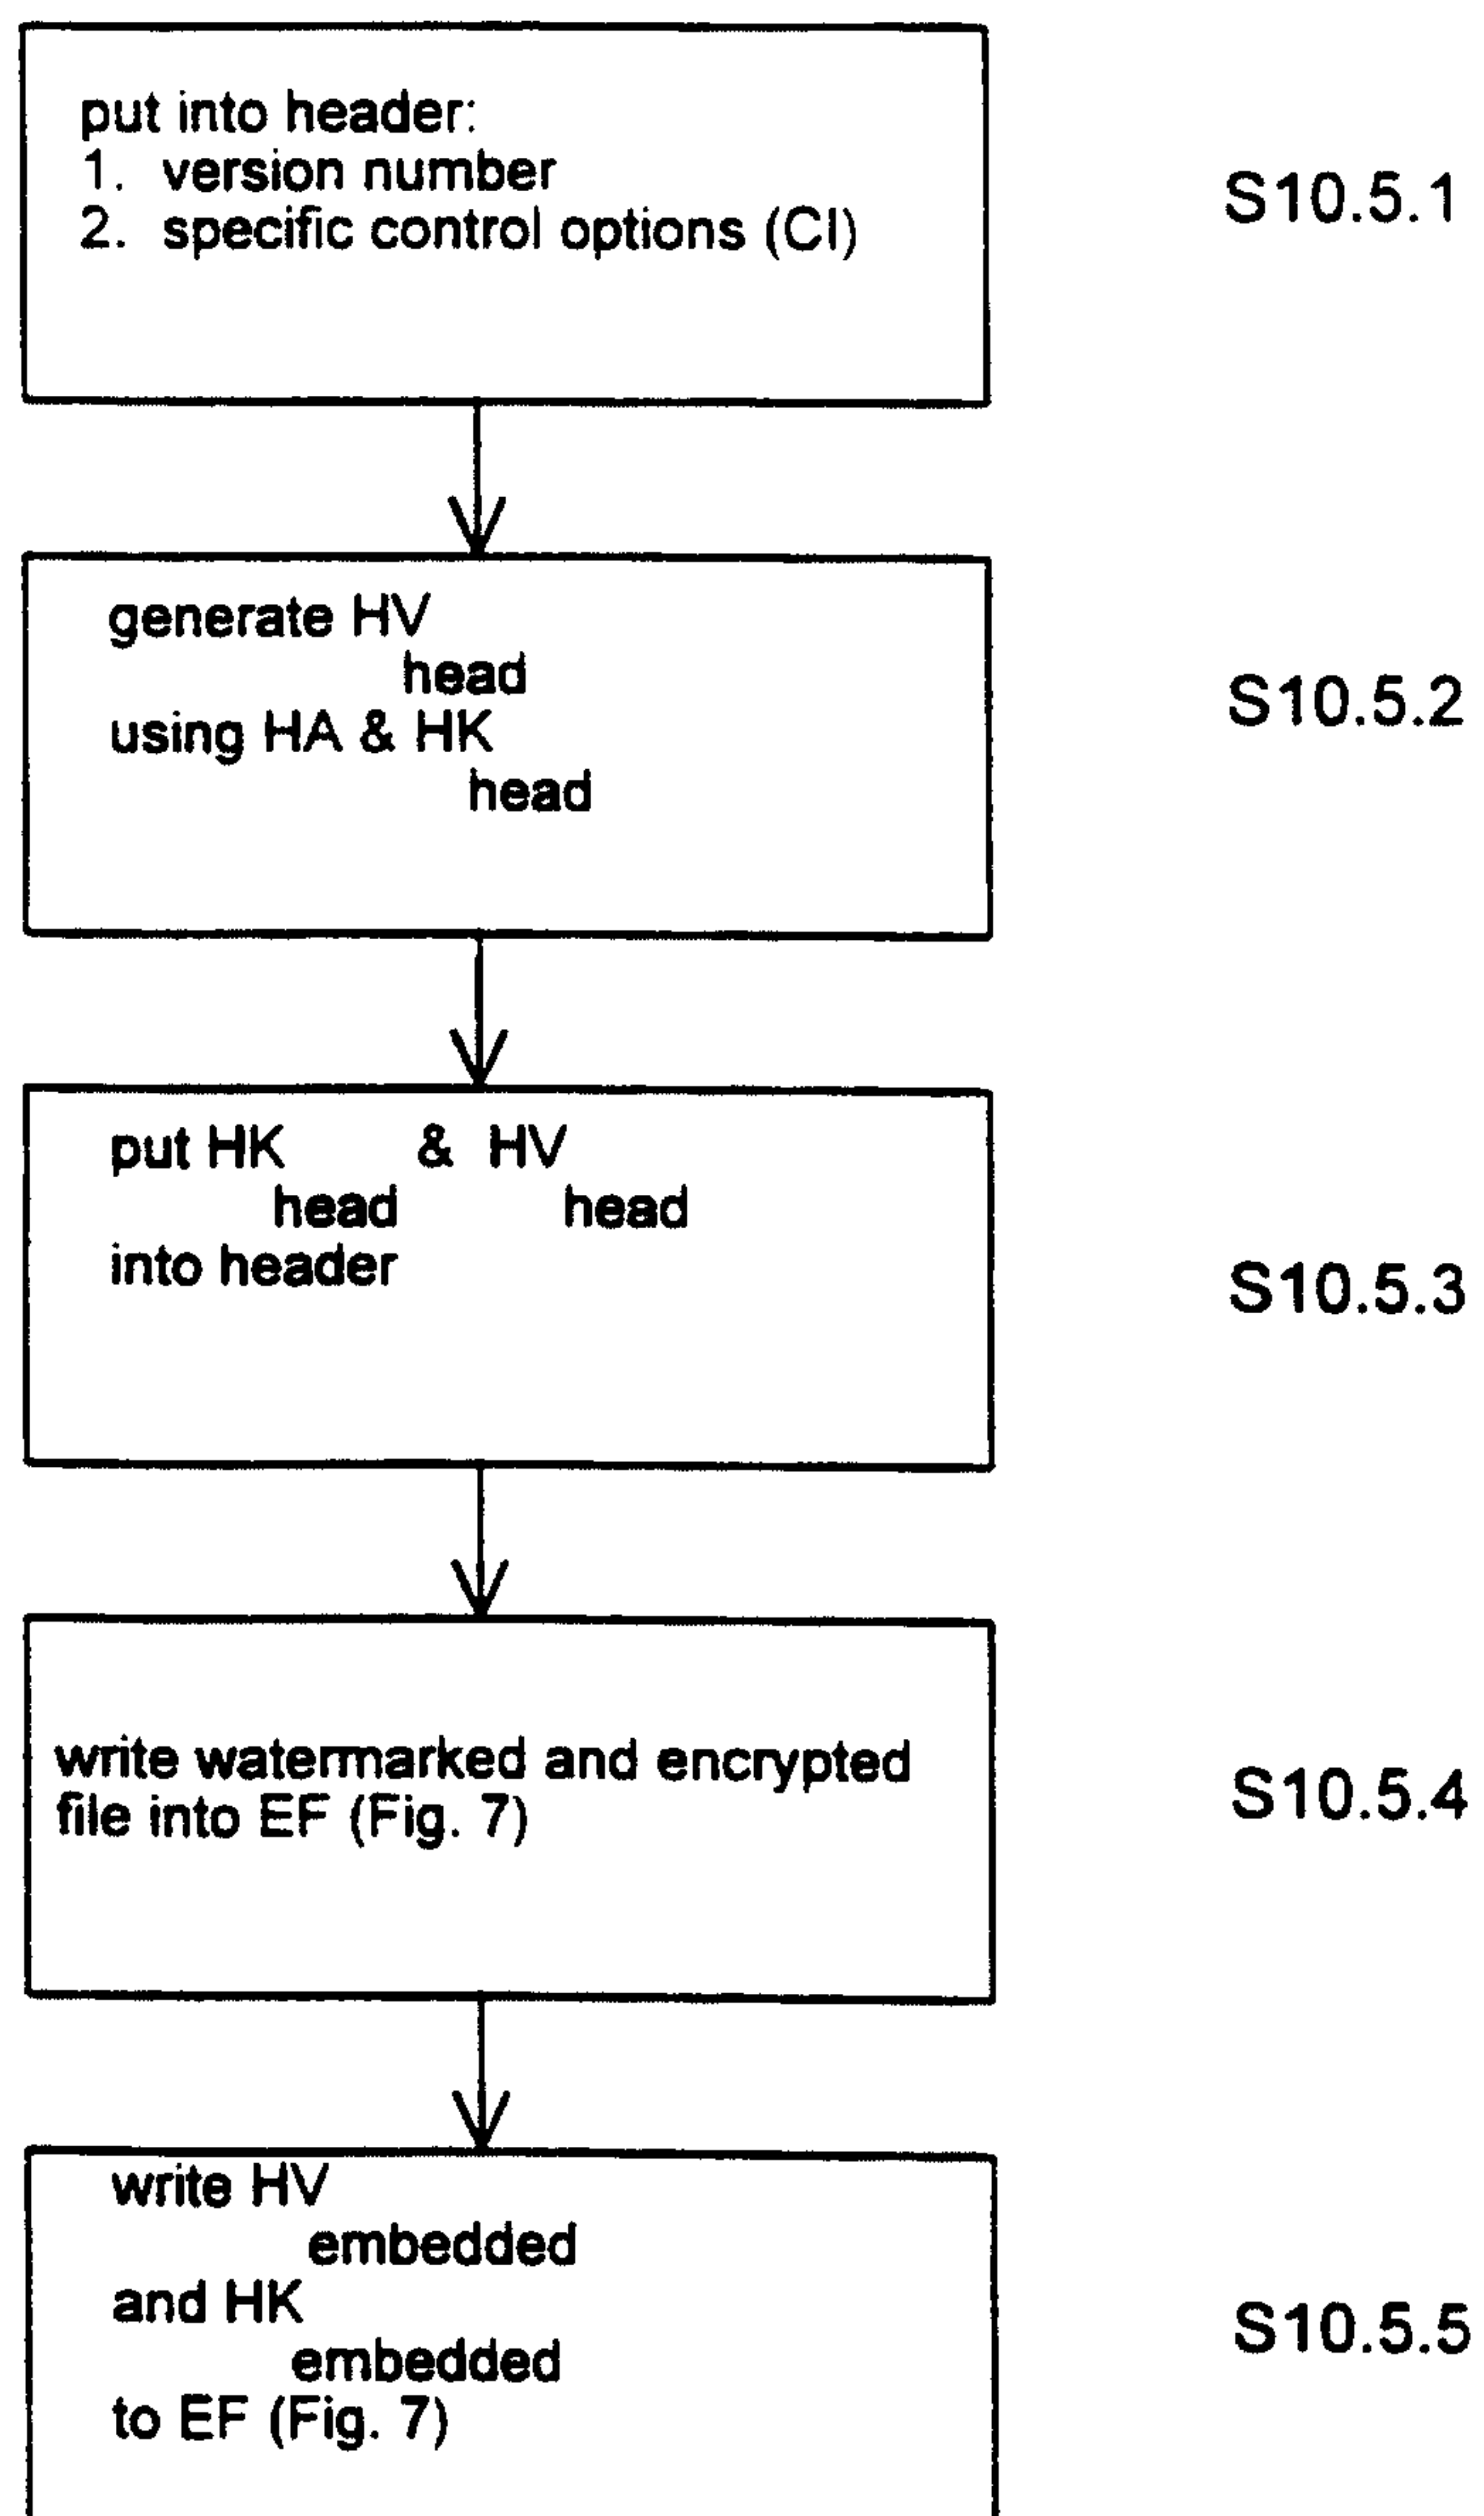 put into header:
1. version number
2. specific control options (CI)
S10.5.1
generate HV
head
using HA & HK
head
S10.5.2
put HK & HV
head head
into header
S10.5.3
write watermarked and encrypted
file into EF (Fig. 7)
S10.5.4
write HV
embedded
and HK
embedded
to EF (Fig. 7)
S10.5.5